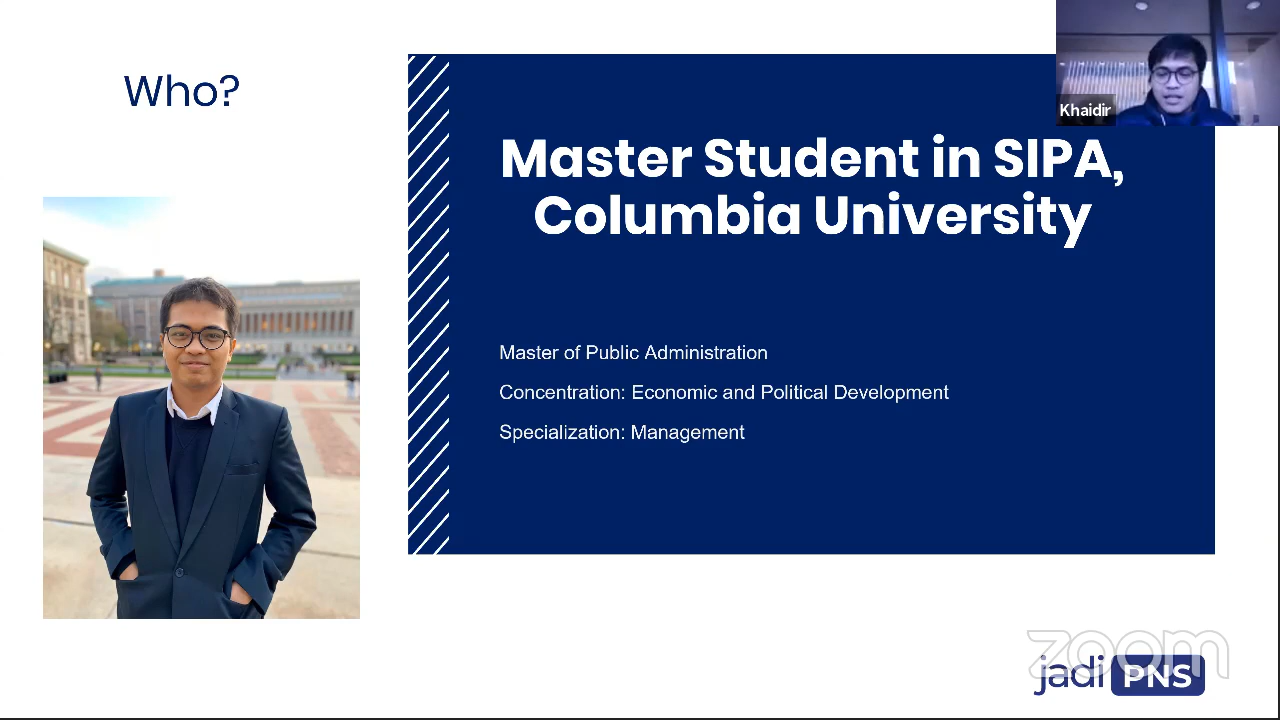 Who?
Khaidir
Master Student in SIPA,
Columbia University
Master of Public Administration
Concentration: Economic and Political Development
Specialization: Management
zoom
jadi PNS